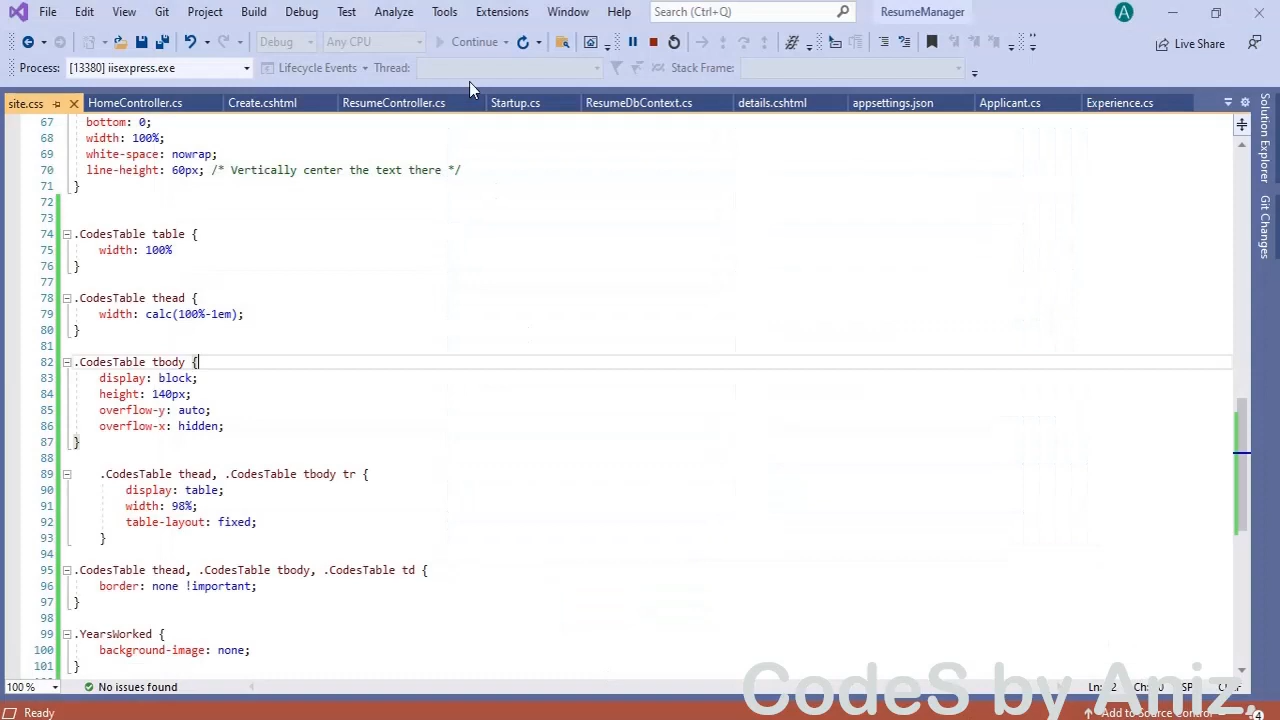 File Edit View Git Project Build Debug Test Analyze Tools Extensions Window Help Search (Ctrl+Q) ResumeManager A
Debug Any CPU Continue Live Share
Process: [13380] iisexpress.exe Lifecycle Events Thread: Stack Frame:
site.css HomeController.cs Create.cshtml ResumeController.cs Startup.cs ResumeDbContext.cs details.cshtml appsettings.json Applicant.cs Experience.cs
Solution Explorer
Git Changes
67 bottom: 0;
68 width: 100%;
69 white-space: nowrap;
70 line-height: 60px; /* Vertically center the text there */
71 }
72
73
74 .CodesTable table {
75 width: 100%
76 }
77
78 .CodesTable thead {
79 width: calc(100%-1em);
80 }
81
82 .CodesTable tbody {
83 display: block;
84 height: 140px;
85 overflow-y: auto;
86 overflow-x: hidden;
87 }
88
89 .CodesTable thead, .CodesTable tbody tr {
90 display: table;
91 width: 98%;
92 table-layout: fixed;
93 }
94
95 .CodesTable thead, .CodesTable tbody, .CodesTable td {
96 border: none !important;
97 }
98
99 .YearsWorked {
100 background-image: none;
101 }
100 % No issues found
CodeS by Aniz,
Ready Add to Source Control 4